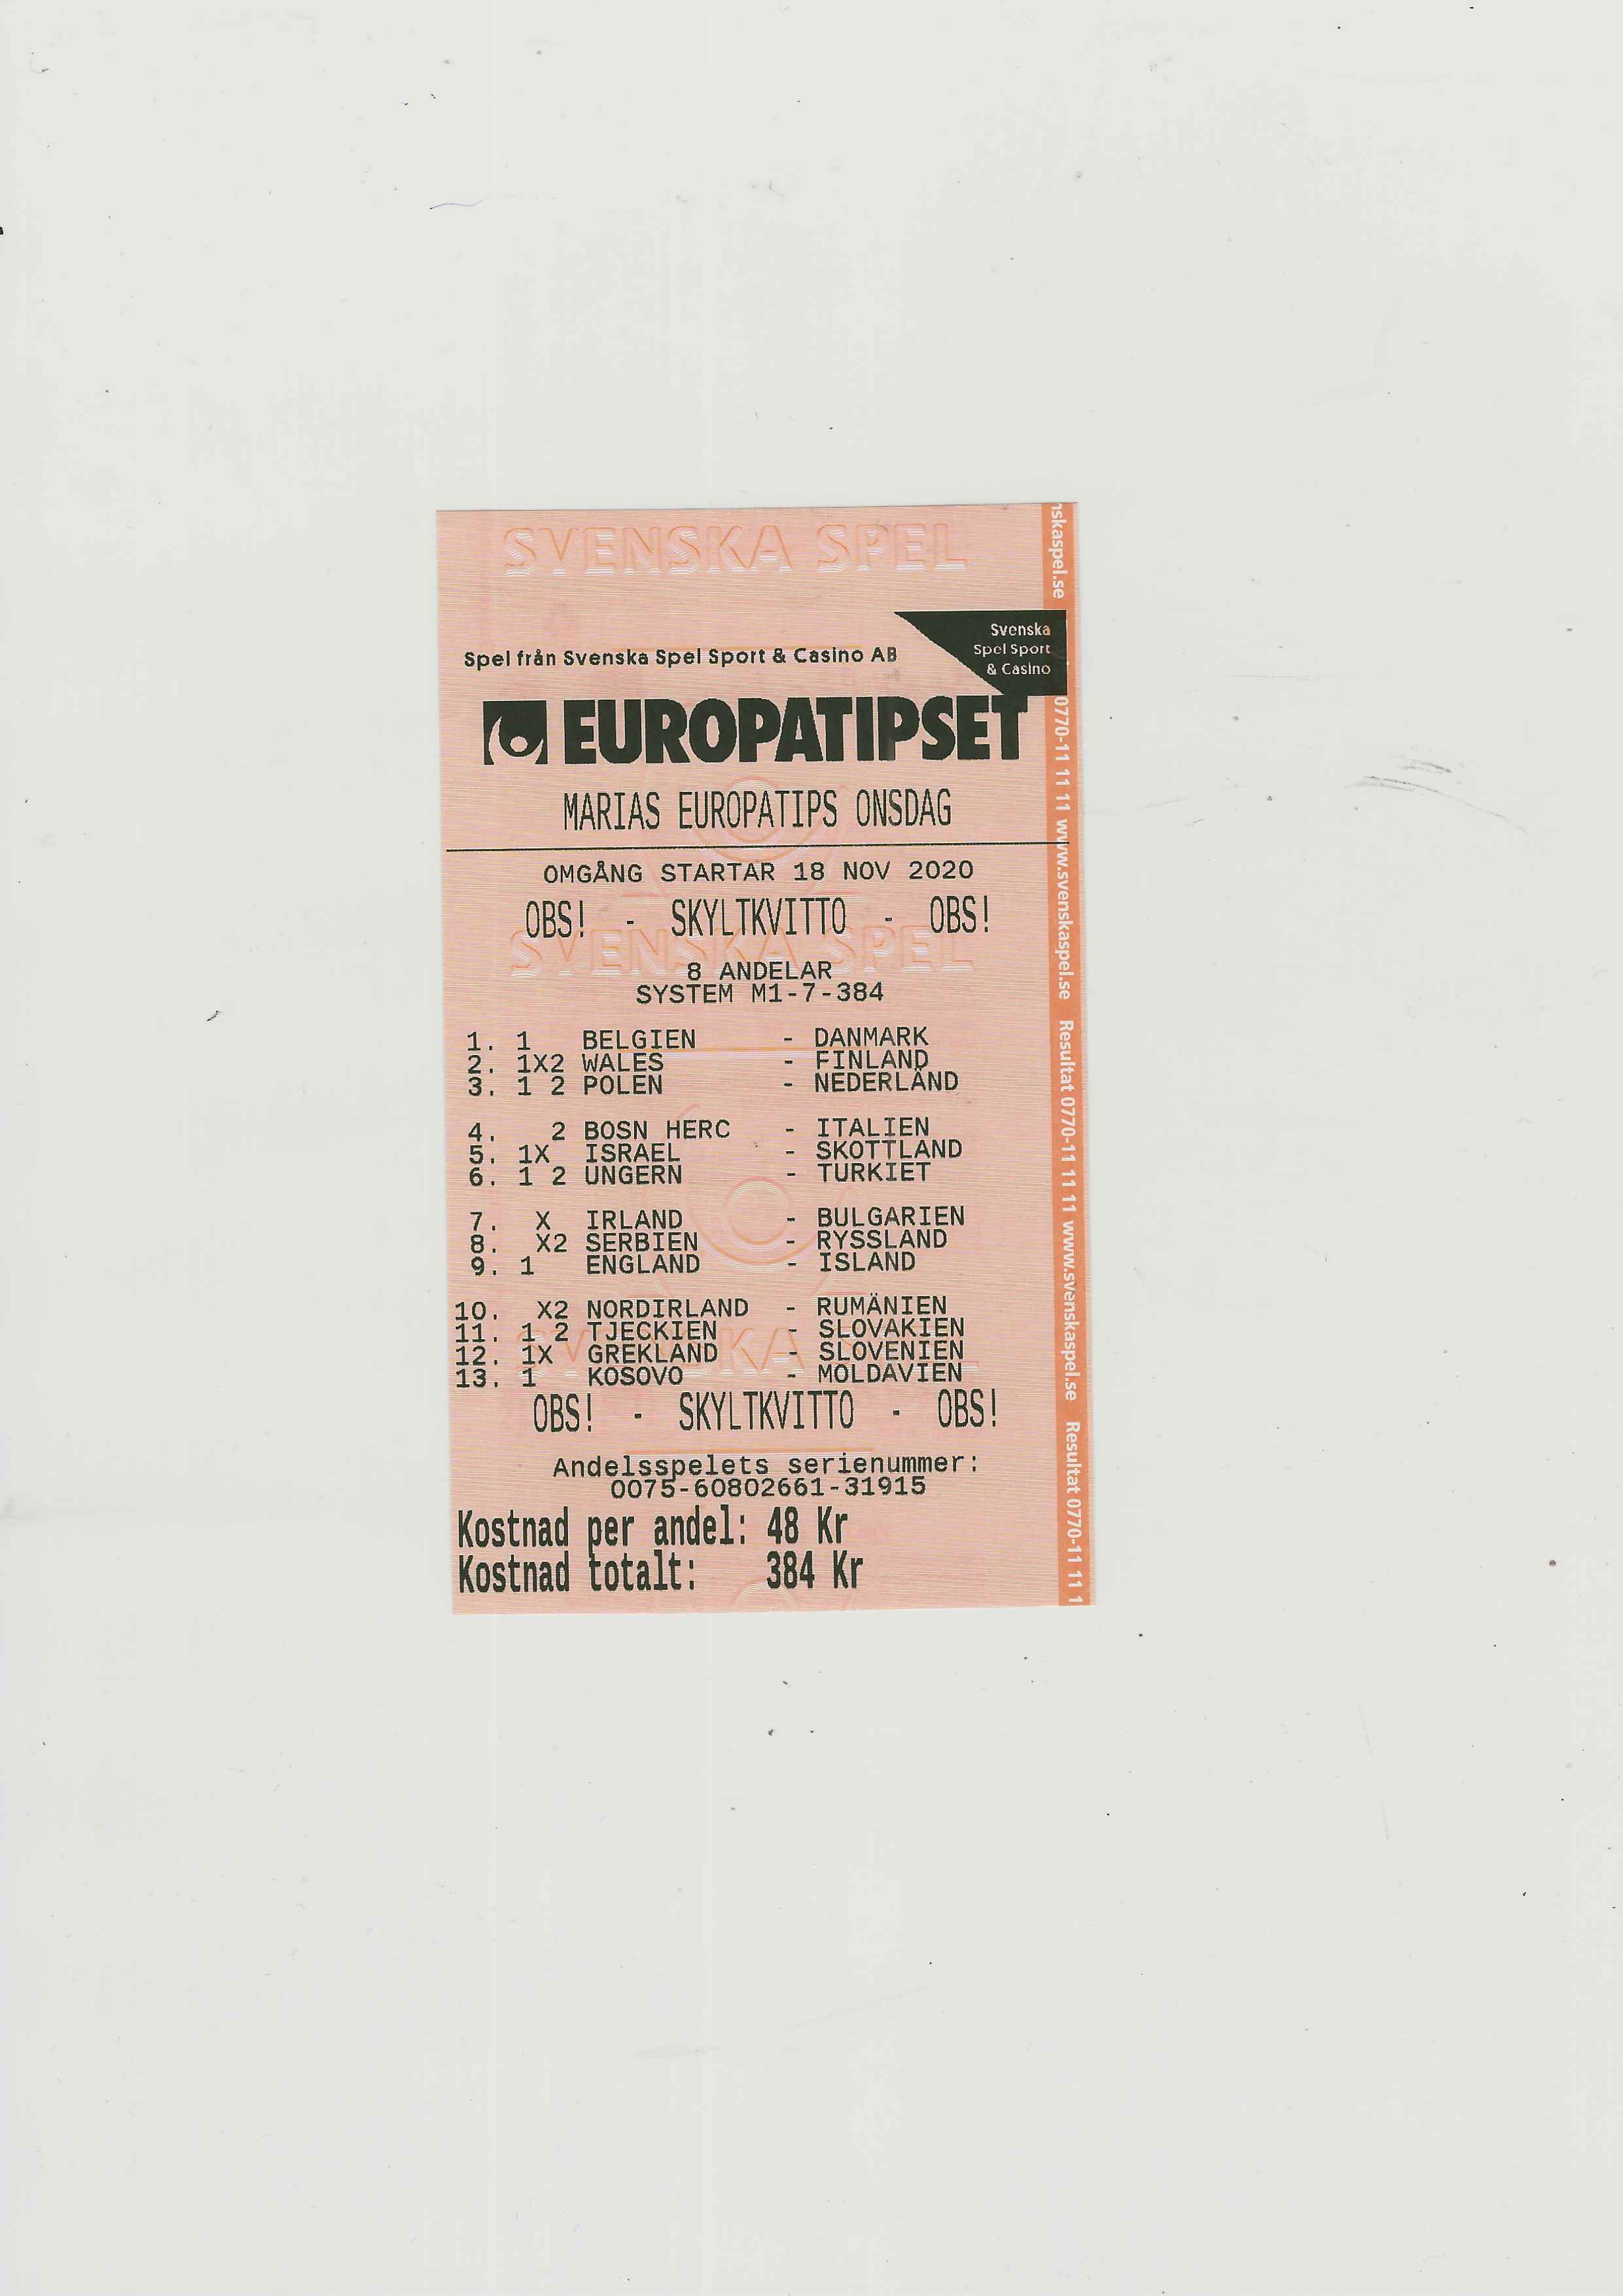 SVENSKA SPEL
nskaspel.se
Svenska
Spel Sport
& Casino
Spel från Svenska Spel Sport & Casino AB
EUROPATIPSET
MARIAS EUROPATIPS ONSDAG
OMGÅNG STARTAR 18 NOV 2020
OBS! - SKYLTKVITTO - OBS!
SVENSKA SPEL
8 ANDELAR
SYSTEM M1-7-384
1. 1 BELGIEN - DANMARK
2. 1X2 WALES - FINLAND
3. 1 2 POLEN - NEDERLÄND
4. 2 BOSN HERC - ITALIEN
5. 1X ISRAEL - SKOTTLAND
6. 1 2 UNGERN - TURKIET
7. X IRLAND - BULGARIEN
8. X2 SERBIEN - RYSSLAND
9. 1 ENGLAND - ISLAND
10. X2 NORDIRLAND - RUMÄNIEN
11. 1 2 TJECKIEN - SLOVAKIEN
12. 1X GREKLAND - SLOVENIEN
13. 1 KOSOVO - MOLDAVIEN
OBS! - SKYLTKVITTO - OBS!
Andelsspelets serienummer:
0075-60802661-31915
Kostnad per andel: 48 Kr
Kostnad totalt: 384 Kr
0770-11 11 11 www.svenskaspel.se Resultat 0770-11 11 11 www.svenskaspel.se Resultat 0770-11 11 1